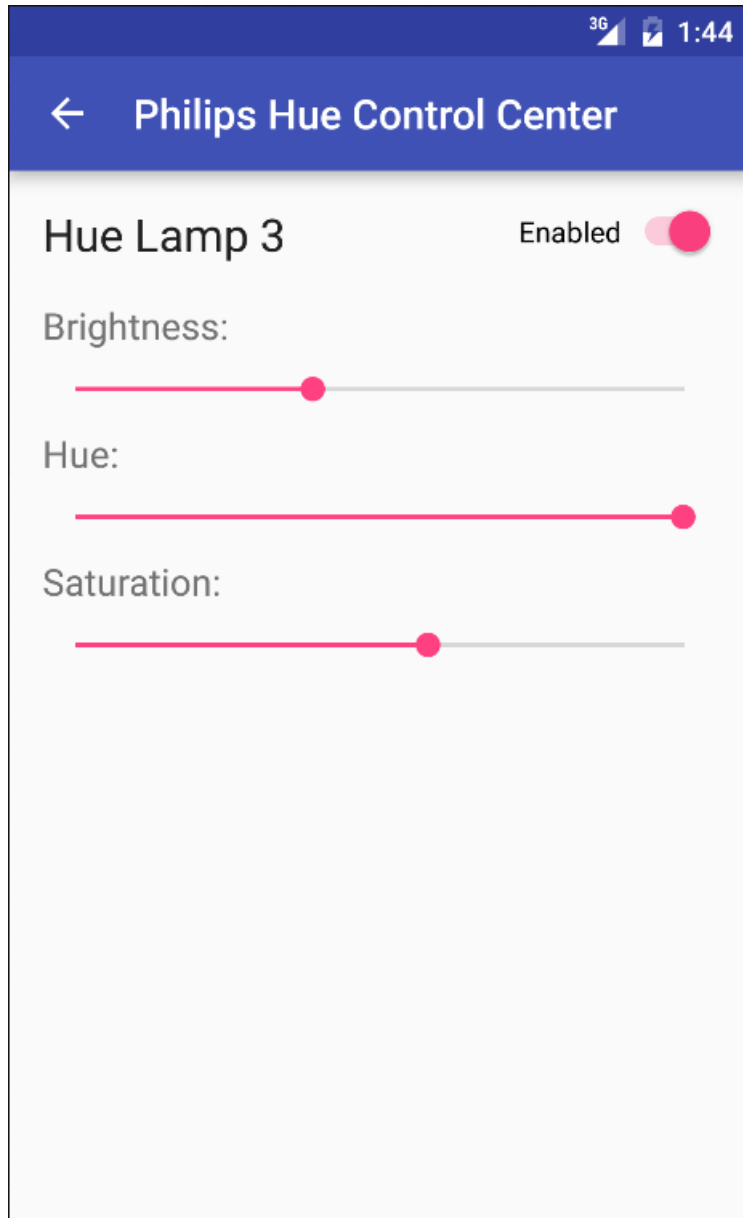 3G 1:44
Philips Hue Control Center
Hue Lamp 3 Enabled
Brightness:
Hue:
Saturation: